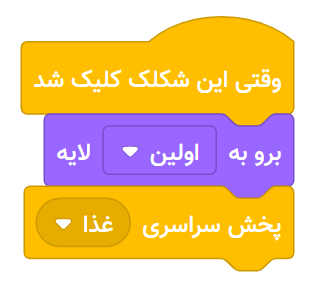 وقتی این شکلک کلیک شد
برو به اولین لایه
پخش سراسری غذا